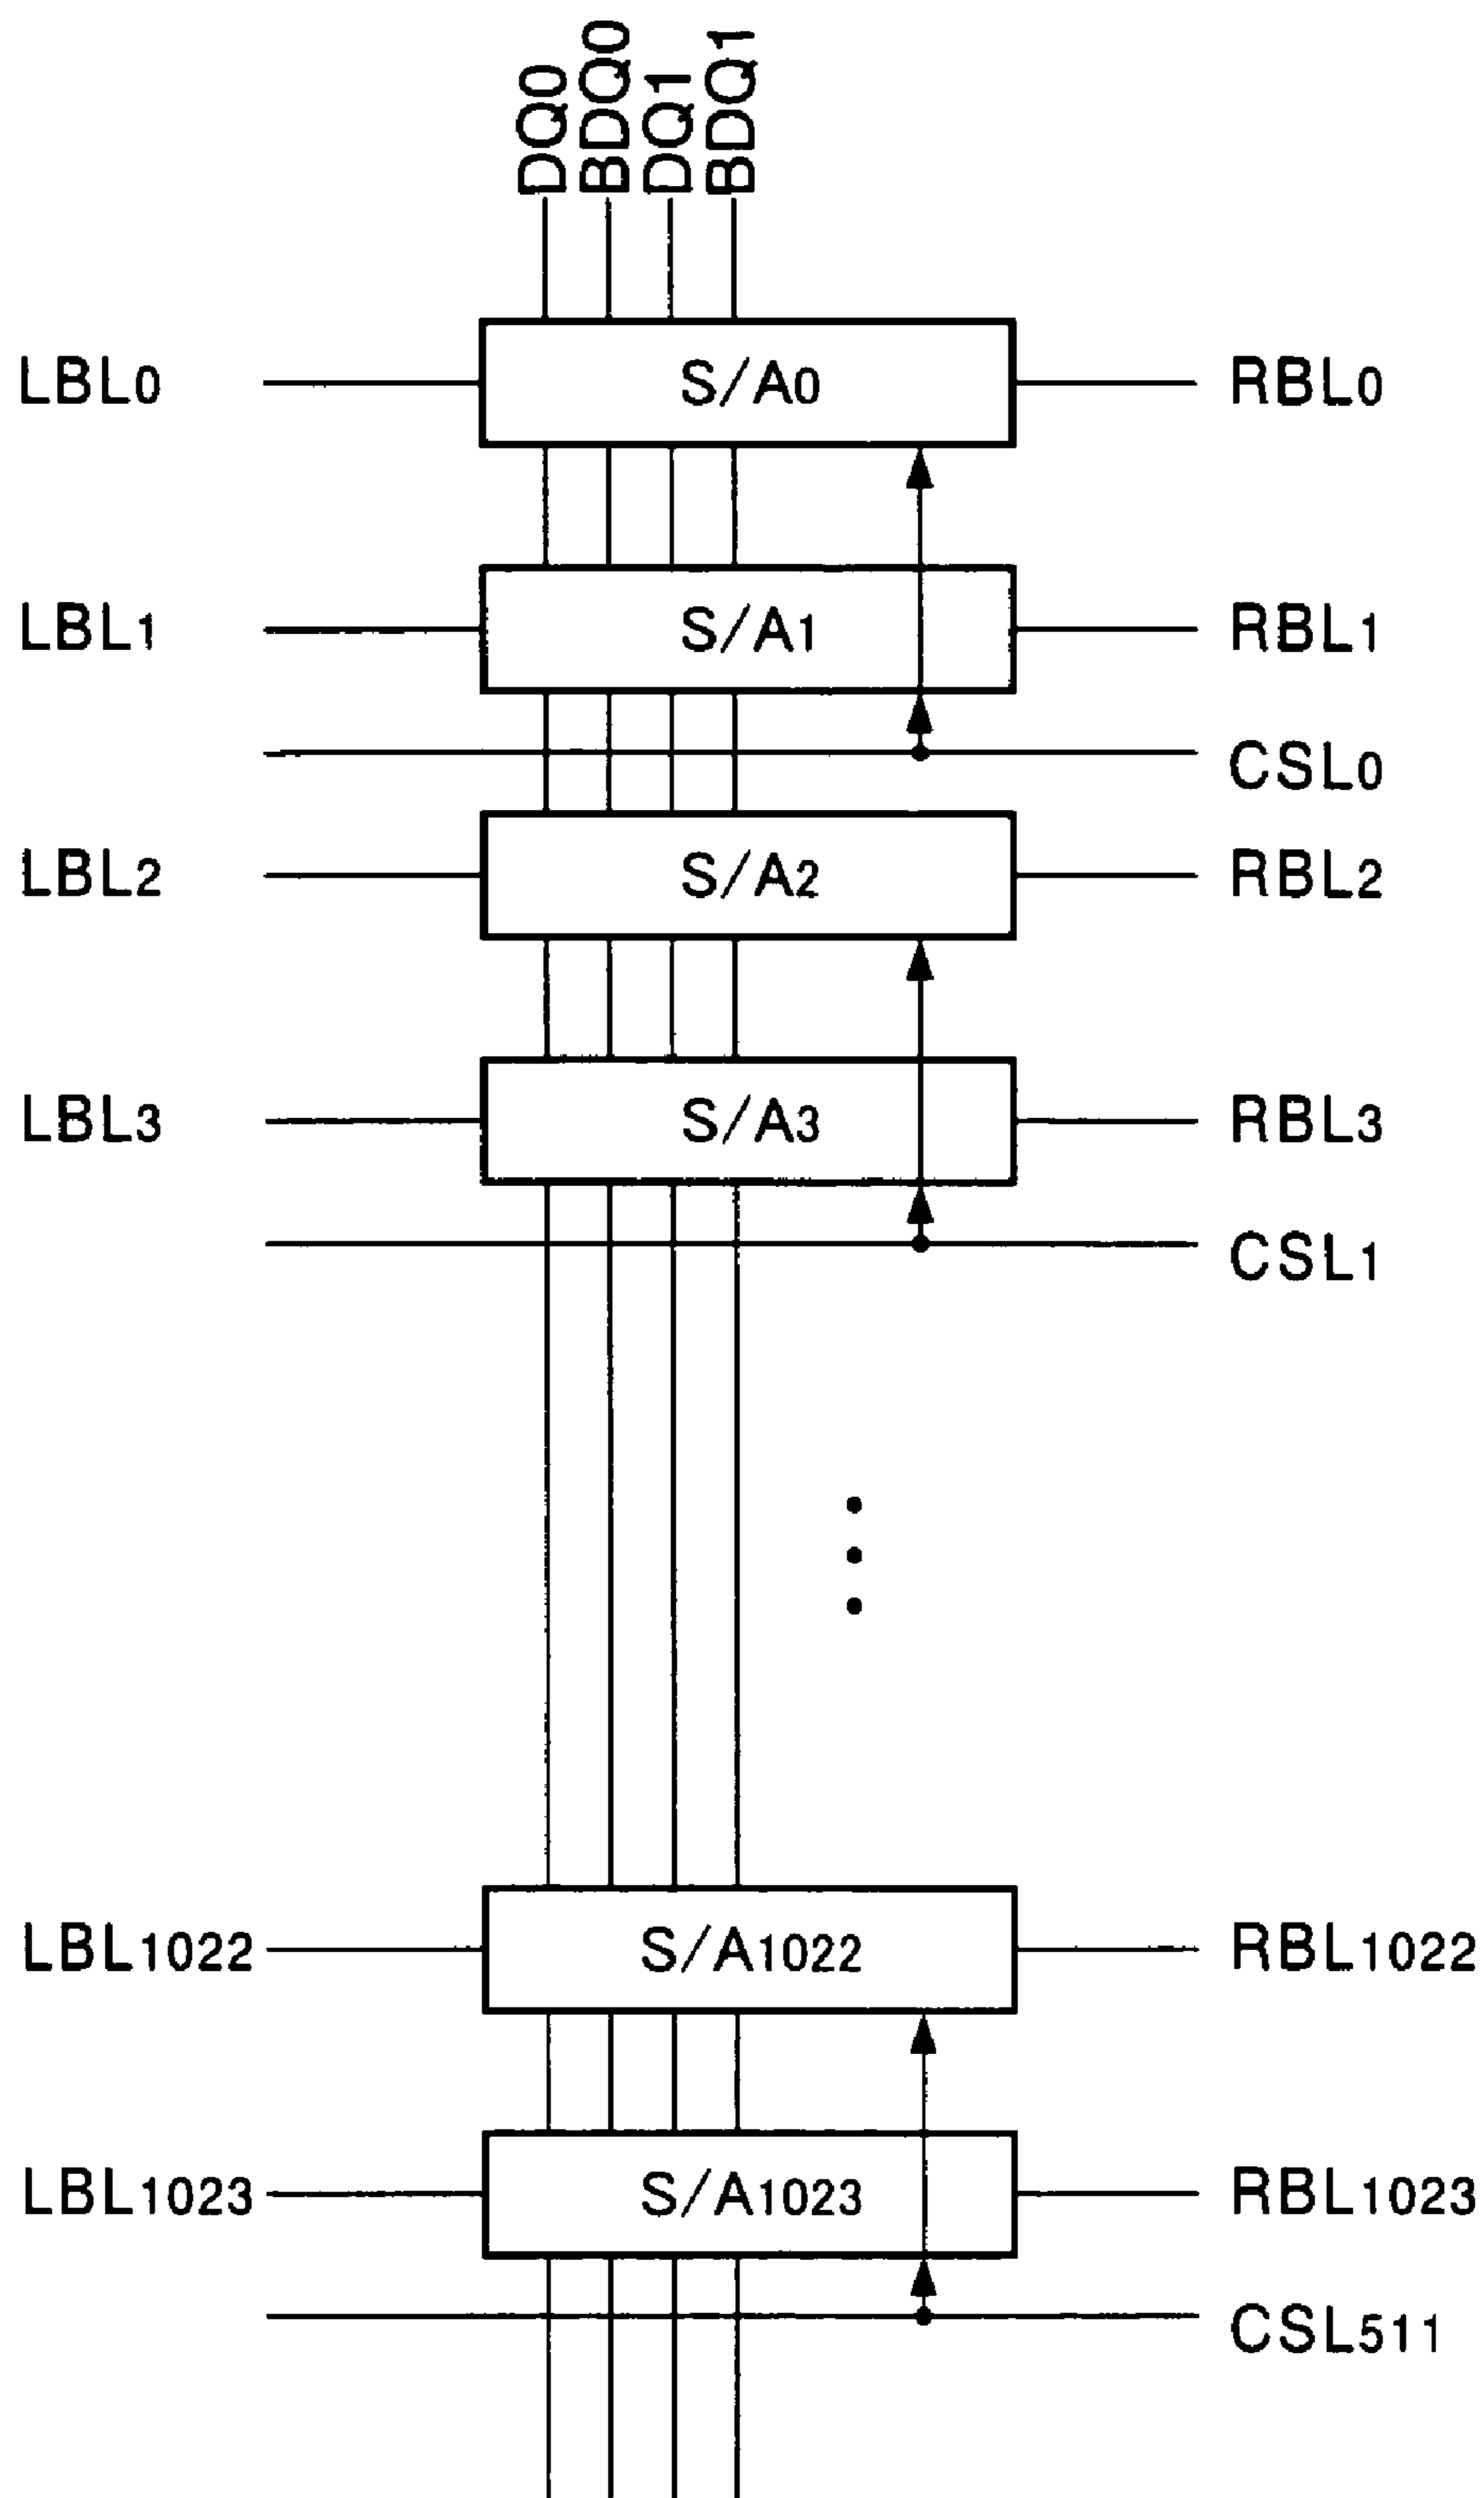 DQ0
BDQ0
DQ1
BDQ1
LBL0 S/A0 RBL0
LBL1 S/A1 RBL1
CSL0
LBL2 S/A2 RBL2
LBL3 S/A3 RBL3
CSL1
LBL1022 S/A1022 RBL1022
LBL1023 S/A1023 RBL1023
CSL511